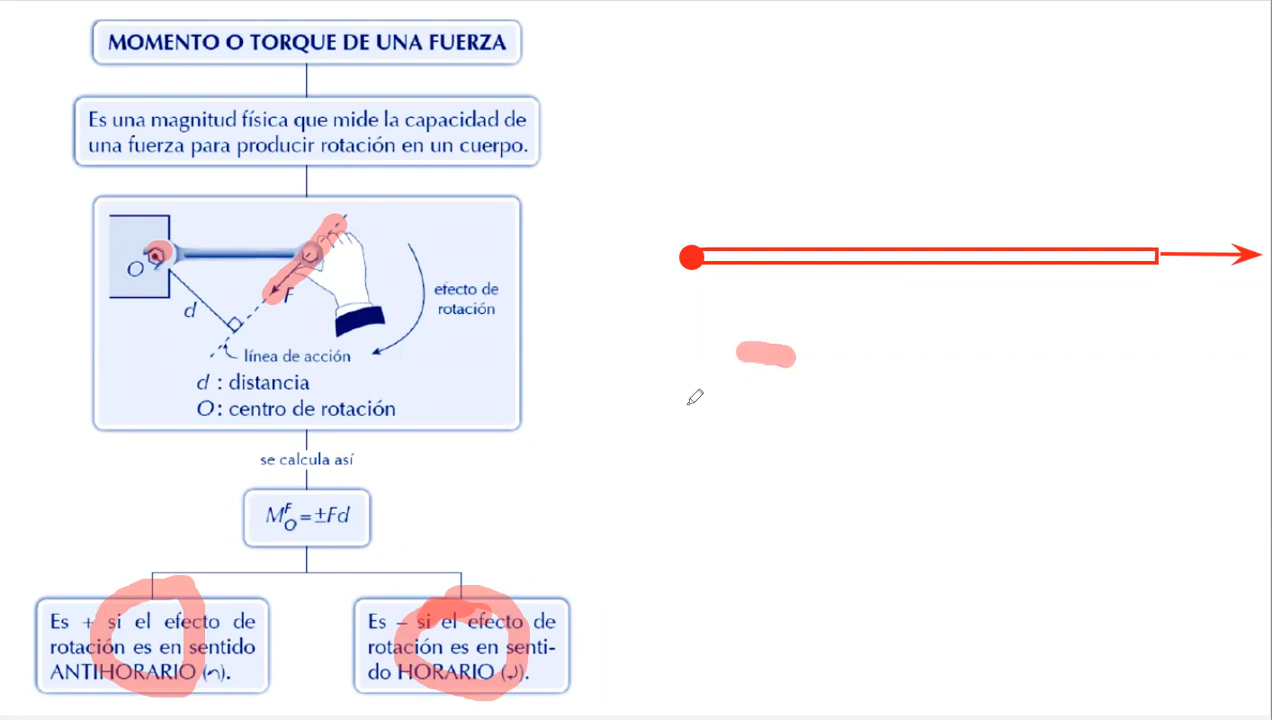 MOMENTO O TORQUE DE UNA FUERZA
Es una magnitud física que mide la capacidad de
una fuerza para producir rotación en un cuerpo.
O
d
F
efecto de
rotación
línea de acción
d : distancia
O : centro de rotación
se calcula así
M_O^F = ±Fd
Es + si el efecto de
rotación es en sentido
ANTIHORARIO (↶).
Es – si el efecto de
rotación es en senti-
do HORARIO (⤸).